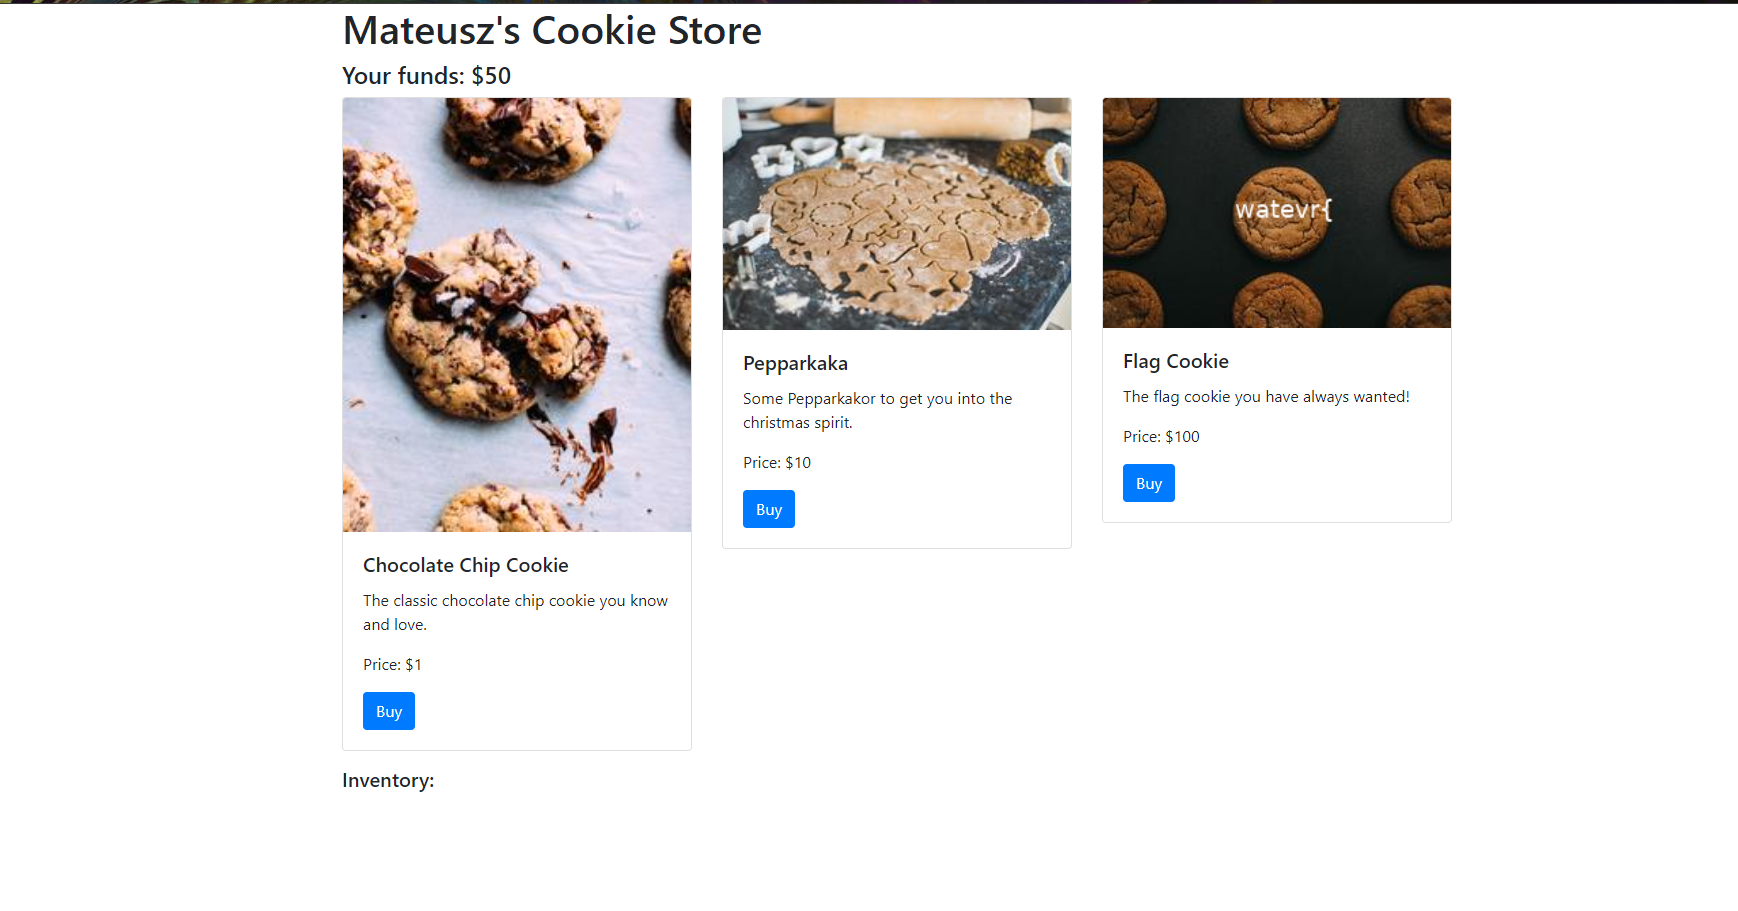 Mateusz's Cookie Store
Your funds: $50
Chocolate Chip Cookie
The classic chocolate chip cookie you know
and love.
Price: $1
Buy
Pepparkaka
Some Pepparkakor to get you into the
christmas spirit.
Price: $10
Buy
watevr{
Flag Cookie
The flag cookie you have always wanted!
Price: $100
Buy
Inventory: